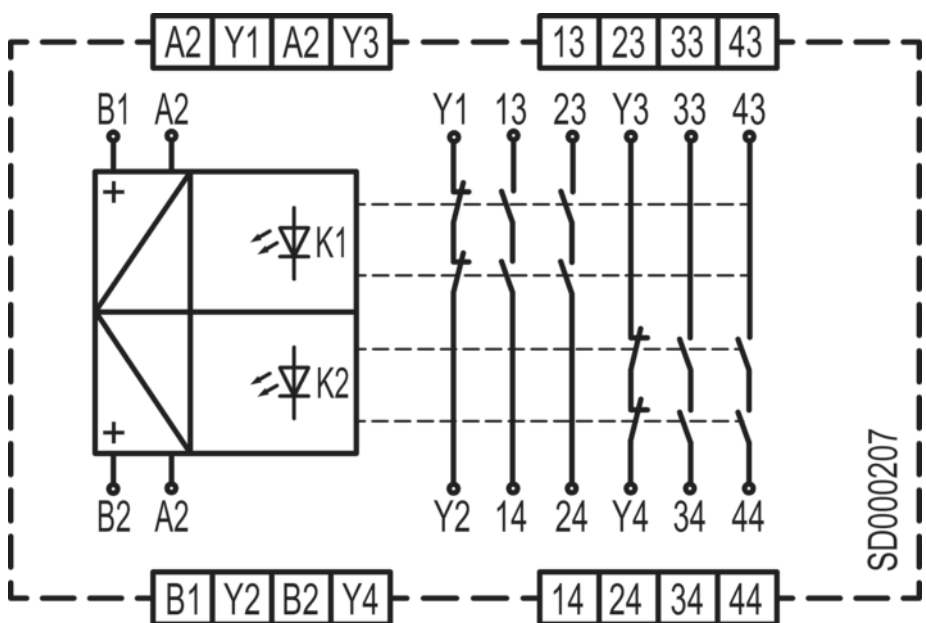 A2 Y1 A2 Y3 13 23 33 43
B1 A2 Y1 13 23 Y3 33 43
+
K1
K2
+
B2 A2 Y2 14 24 Y4 34 44
SD000207
B1 Y2 B2 Y4 14 24 34 44